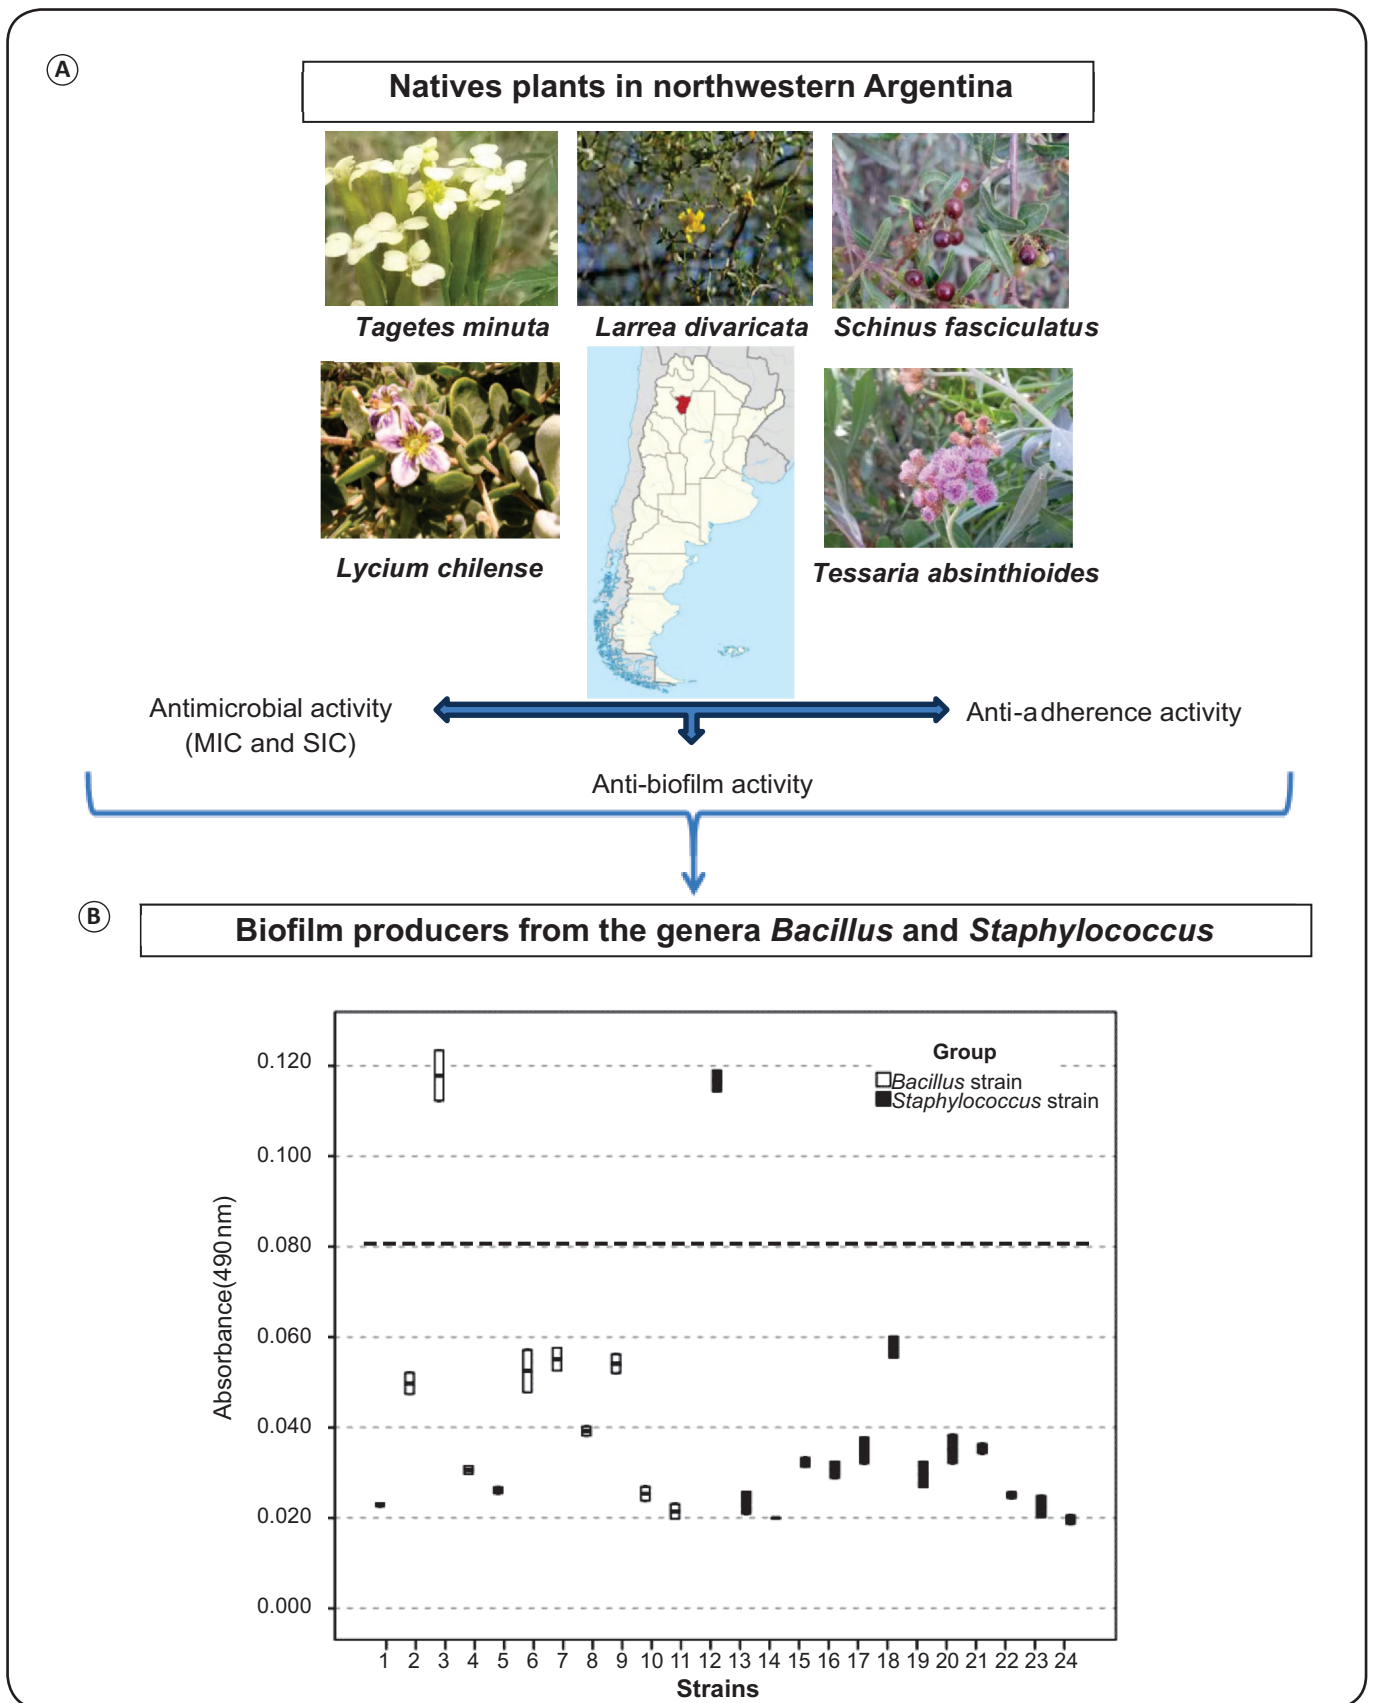 A
Natives plants in northwestern Argentina
Tagetes minuta
Larrea divaricata
Schinus fasciculatus
Lycium chilense
Tessaria absinthioides
Antimicrobial activity
(MIC and SIC)
Anti-adherence activity
Anti-biofilm activity
B
Biofilm producers from the genera Bacillus and Staphylococcus
Group
Bacillus strain
Staphylococcus strain
Absorbance(490nm)
0.120
0.100
0.080
0.060
0.040
0.020
0.000
1 2 3 4 5 6 7 8 9 10 11 12 13 14 15 16 17 18 19 20 21 22 23 24
Strains